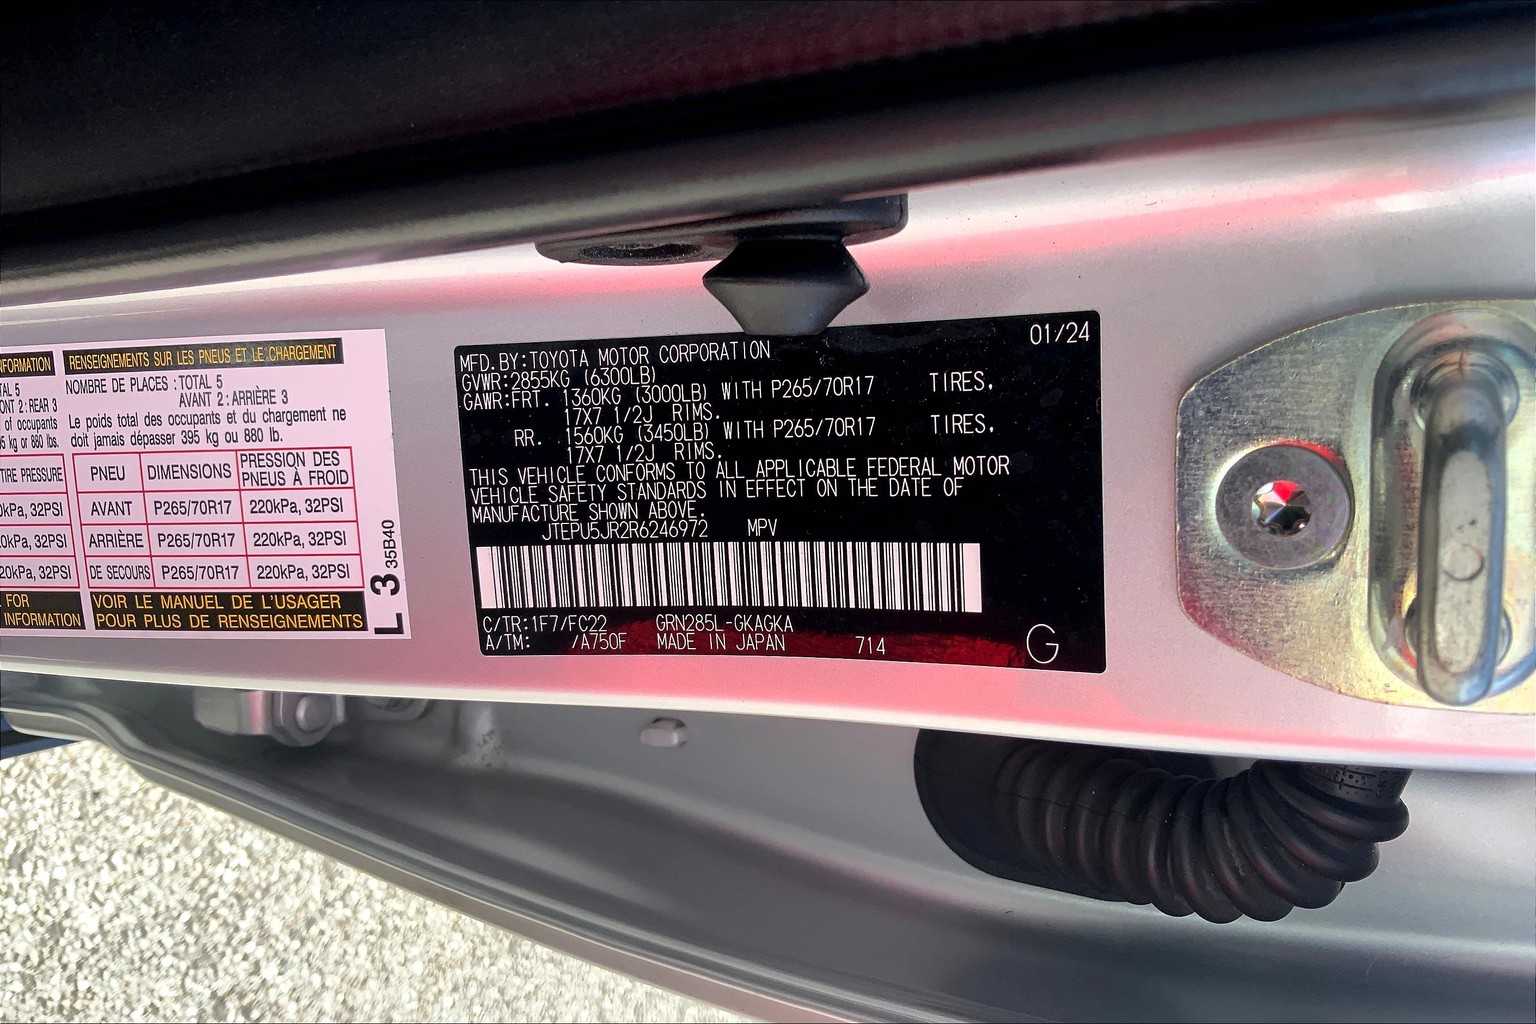 INFORMATION
TAL 5
ONT 2 : REAR 3
of occupants
kg or 880 lbs.
TIRE PRESSURE
kPa, 32PSI
kPa, 32PSI
20kPa, 32PSI
FOR
INFORMATION
RENSEIGNEMENTS SUR LES PNEUS ET LE CHARGEMENT
NOMBRE DE PLACES : TOTAL 5
AVANT 2 : ARRIÈRE 3
Le poids total des occupants et du chargement ne
doit jamais dépasser 395 kg ou 880 lb.
PNEU DIMENSIONS PRESSION DES PNEUS À FROID
AVANT P265/70R17 220kPa, 32PSI
ARRIÈRE P265/70R17 220kPa, 32PSI
DE SECOURS P265/70R17 220kPa, 32PSI
VOIR LE MANUEL DE L'USAGER
POUR PLUS DE RENSEIGNEMENTS
L 3 35B40
01/24
MFD. BY: TOYOTA MOTOR CORPORATION
GVWR: 2855KG (6300LB)
GAWR: FRT. 1360KG (3000LB) WITH P265/70R17 TIRES,
17X7 1/2J RIMS.
RR. 1560KG (3450LB) WITH P265/70R17 TIRES,
17X7 1/2J RIMS.
THIS VEHICLE CONFORMS TO ALL APPLICABLE FEDERAL MOTOR
VEHICLE SAFETY STANDARDS IN EFFECT ON THE DATE OF
MANUFACTURE SHOWN ABOVE.
JTEPU5JR2R6246972 MPV
C/TR: 1F7/FC22 GRN285L-GKAGKA
A/TM: /A750F MADE IN JAPAN 714
G